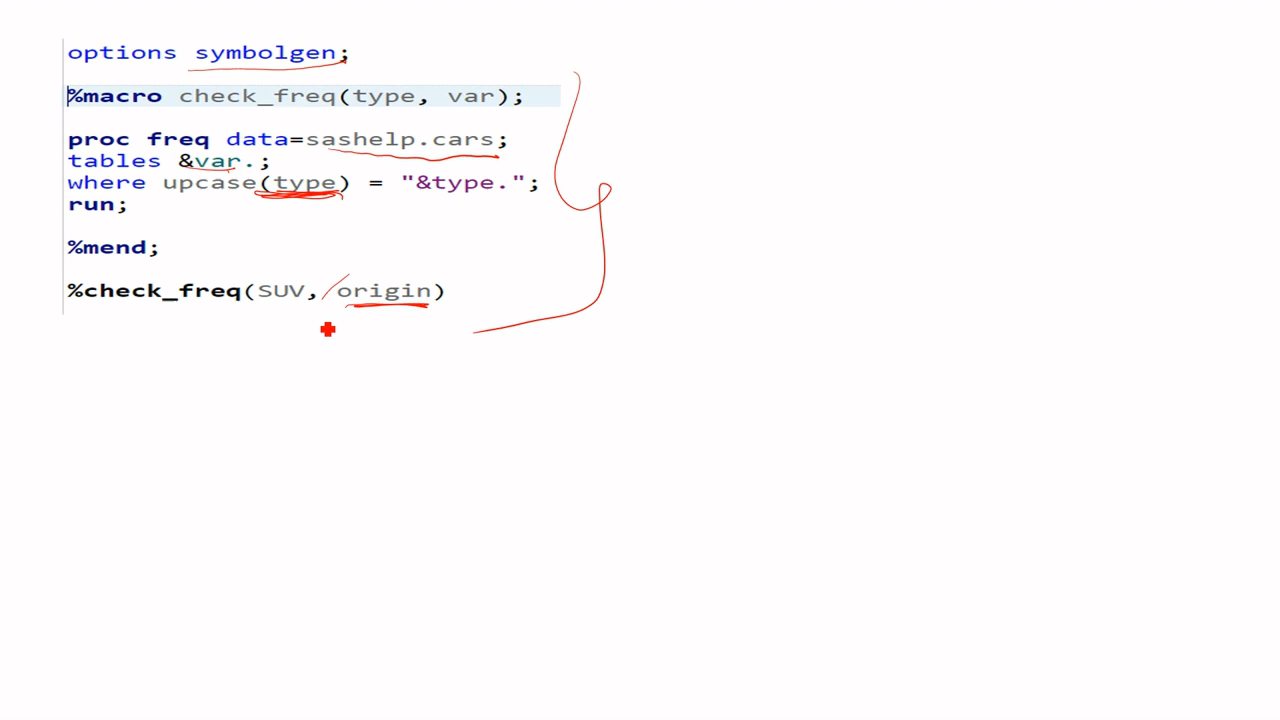 options symbolgen;
%macro check_freq(type, var);
proc freq data=sashelp.cars;
tables &var.;
where upcase(type) = "&type.";
run;
%mend;
%check_freq(SUV, origin)